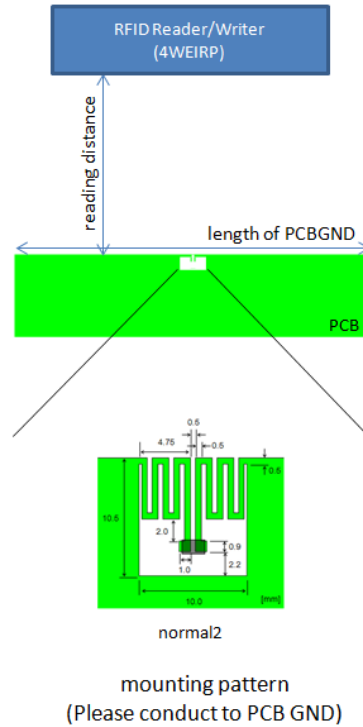 RFID Reader/Writer
(4WEIRP)
reading distance
length of PCBGND
PCB
0.5
4.75
0.5
0.5
10.5
2.0
0.9
2.2
1.0
10.0
[mm]
normal2
mounting pattern
(Please conduct to PCB GND)